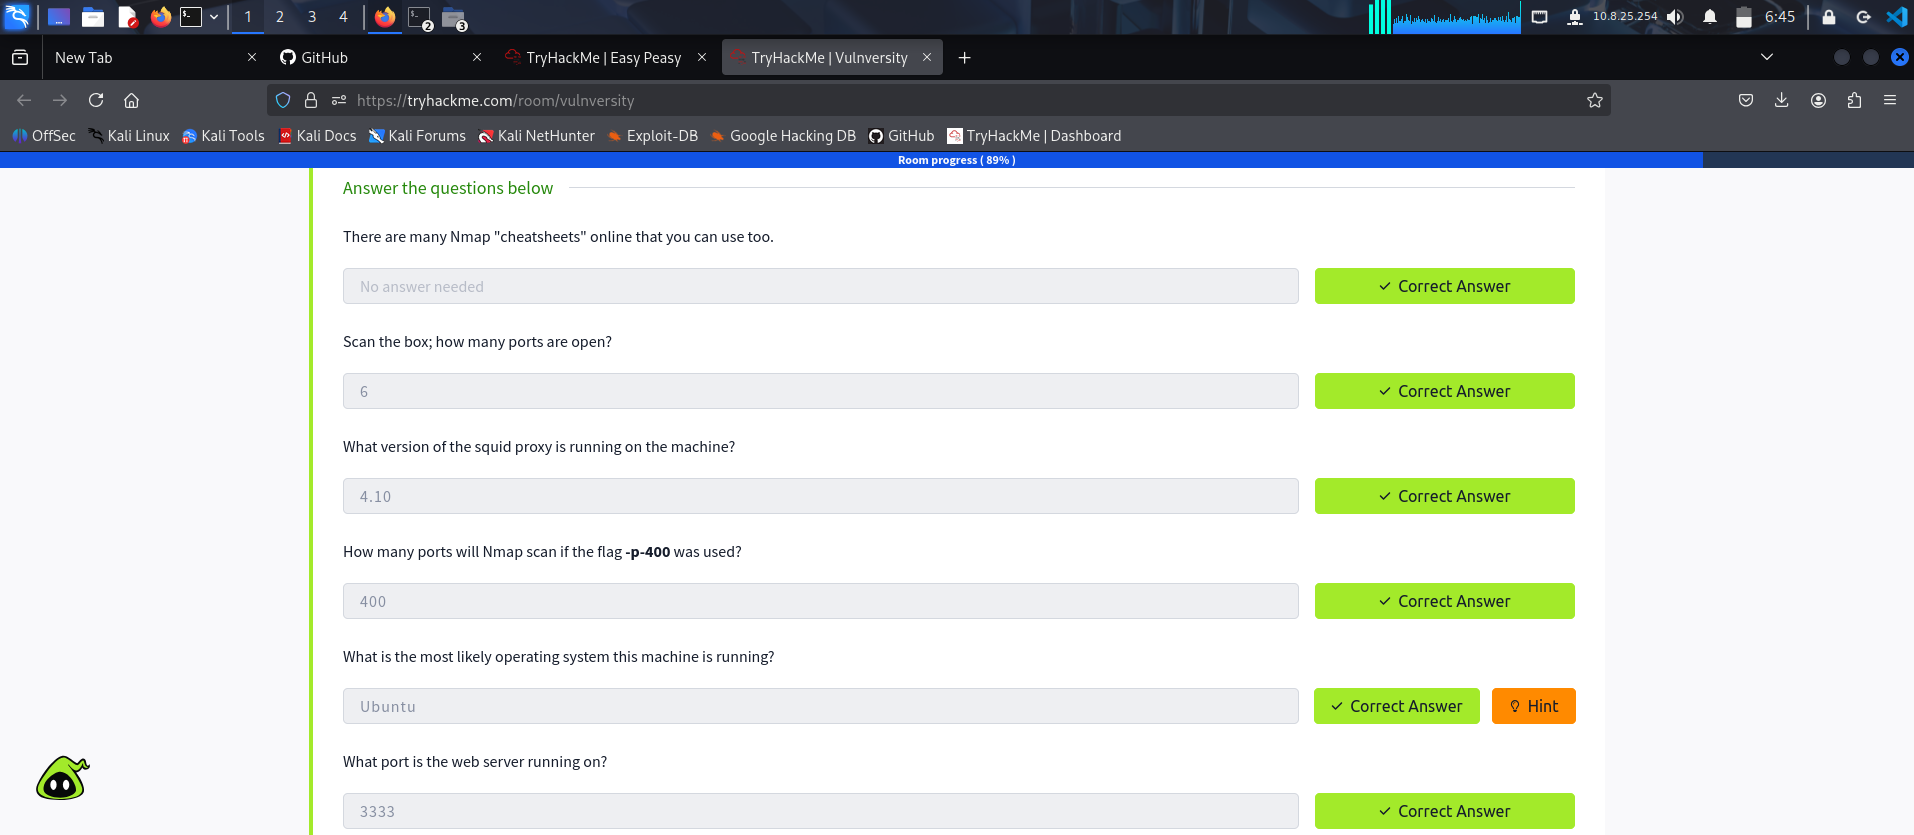 1 2 3 4 2 3 10.8.25.254 6:45
New Tab GitHub TryHackMe | Easy Peasy TryHackMe | Vulnversity
https://tryhackme.com/room/vulnversity
OffSec Kali Linux Kali Tools Kali Docs Kali Forums Kali NetHunter Exploit-DB Google Hacking DB GitHub TryHackMe | Dashboard
Room progress ( 89% )
Answer the questions below
There are many Nmap "cheatsheets" online that you can use too.
No answer needed Correct Answer
Scan the box; how many ports are open?
6 Correct Answer
What version of the squid proxy is running on the machine?
4.10 Correct Answer
How many ports will Nmap scan if the flag -p-400 was used?
400 Correct Answer
What is the most likely operating system this machine is running?
Ubuntu Correct Answer Hint
What port is the web server running on?
3333 Correct Answer